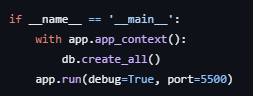 if __name__ == '__main__':
    with app.app_context():
        db.create_all()
    app.run(debug=True, port=5500)